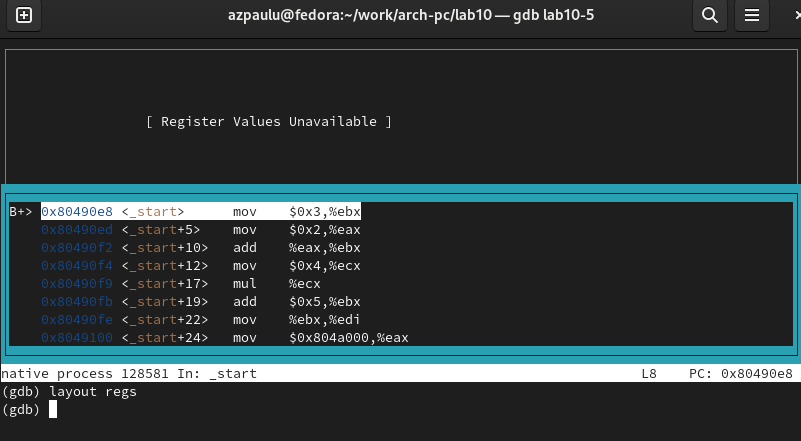 azpaulu@fedora:~/work/arch-pc/lab10 — gdb lab10-5
[ Register Values Unavailable ]
B+> 0x80490e8 <_start> mov $0x3,%ebx
0x80490ed <_start+5> mov $0x2,%eax
0x80490f2 <_start+10> add %eax,%ebx
0x80490f4 <_start+12> mov $0x4,%ecx
0x80490f9 <_start+17> mul %ecx
0x80490fb <_start+19> add $0x5,%ebx
0x80490fe <_start+22> mov %ebx,%edi
0x8049100 <_start+24> mov $0x804a000,%eax
native process 128581 In: _start L8 PC: 0x80490e8
(gdb) layout regs
(gdb)